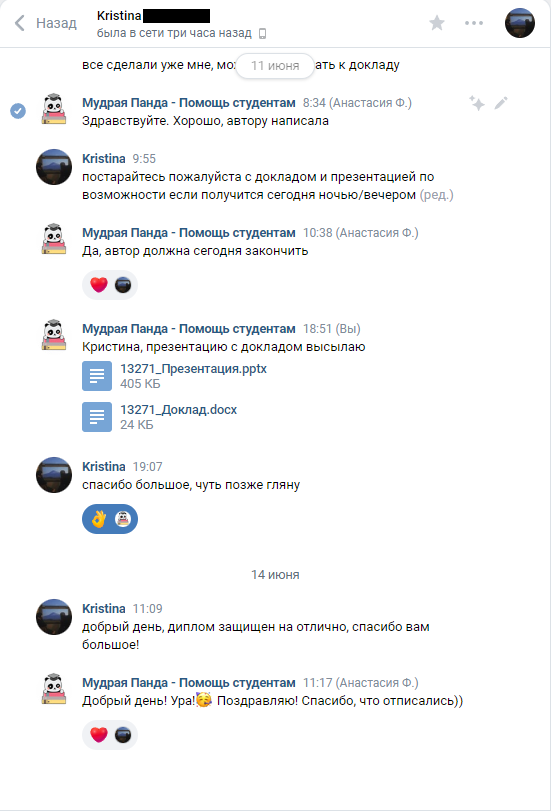 Назад
Kristina
была в сети три часа назад
все сделали уже мне, мо ать к докладу
11 июня
Мудрая Панда - Помощь студентам 8:34 (Анастасия Ф.)
Здравствуйте. Хорошо, автору написала
Kristina 9:55
постарайтесь пожалуйста с докладом и презентацией по
возможности если получится сегодня ночью/вечером (ред.)
Мудрая Панда - Помощь студентам 10:38 (Анастасия Ф.)
Да, автор должна сегодня закончить
Мудрая Панда - Помощь студентам 18:51 (Вы)
Кристина, презентацию с докладом высылаю
13271_Презентация.pptx
405 КБ
13271_Доклад.docx
24 КБ
Kristina 19:07
спасибо большое, чуть позже гляну
14 июня
Kristina 11:09
добрый день, диплом защищен на отлично, спасибо вам
большое!
Мудрая Панда - Помощь студентам 11:17 (Анастасия Ф.)
Добрый день! Ура!🥳 Поздравляю! Спасибо, что отписались))